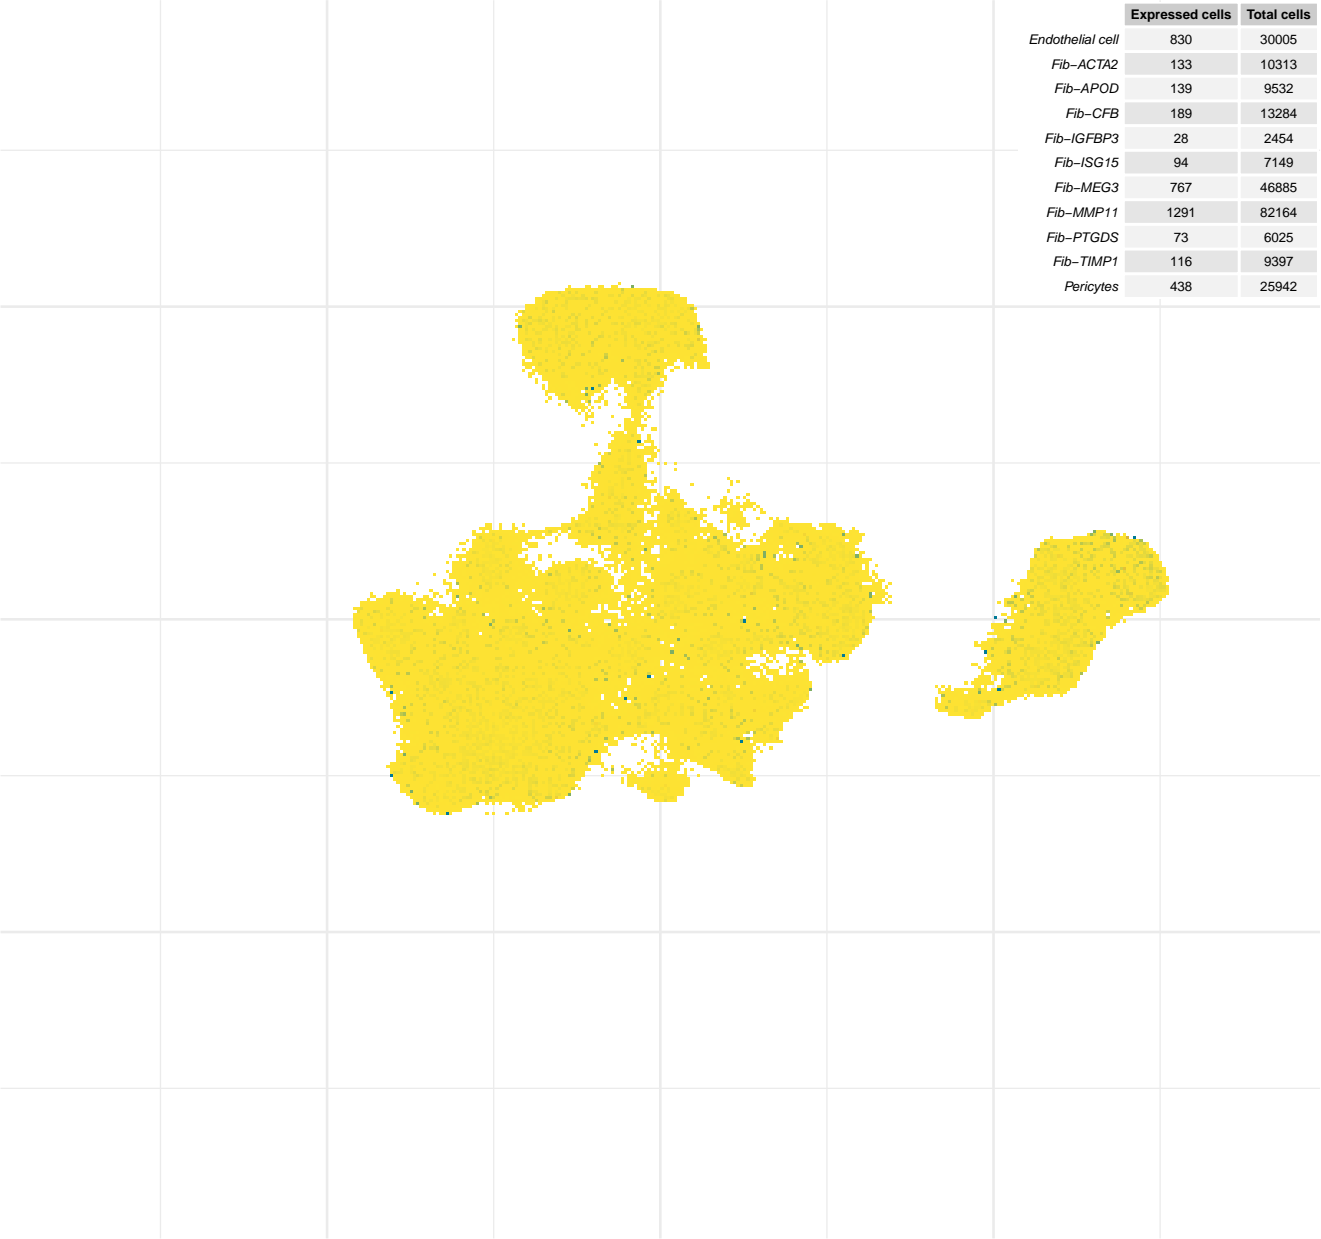 Expressed cells Total cells
Endothelial cell 830 30005
Fib−ACTA2 133 10313
Fib−APOD 139 9532
Fib−CFB 189 13284
Fib−IGFBP3 28 2454
Fib−ISG15 94 7149
Fib−MEG3 767 46885
Fib−MMP11 1291 82164
Fib−PTGDS 73 6025
Fib−TIMP1 116 9397
Pericytes 438 25942